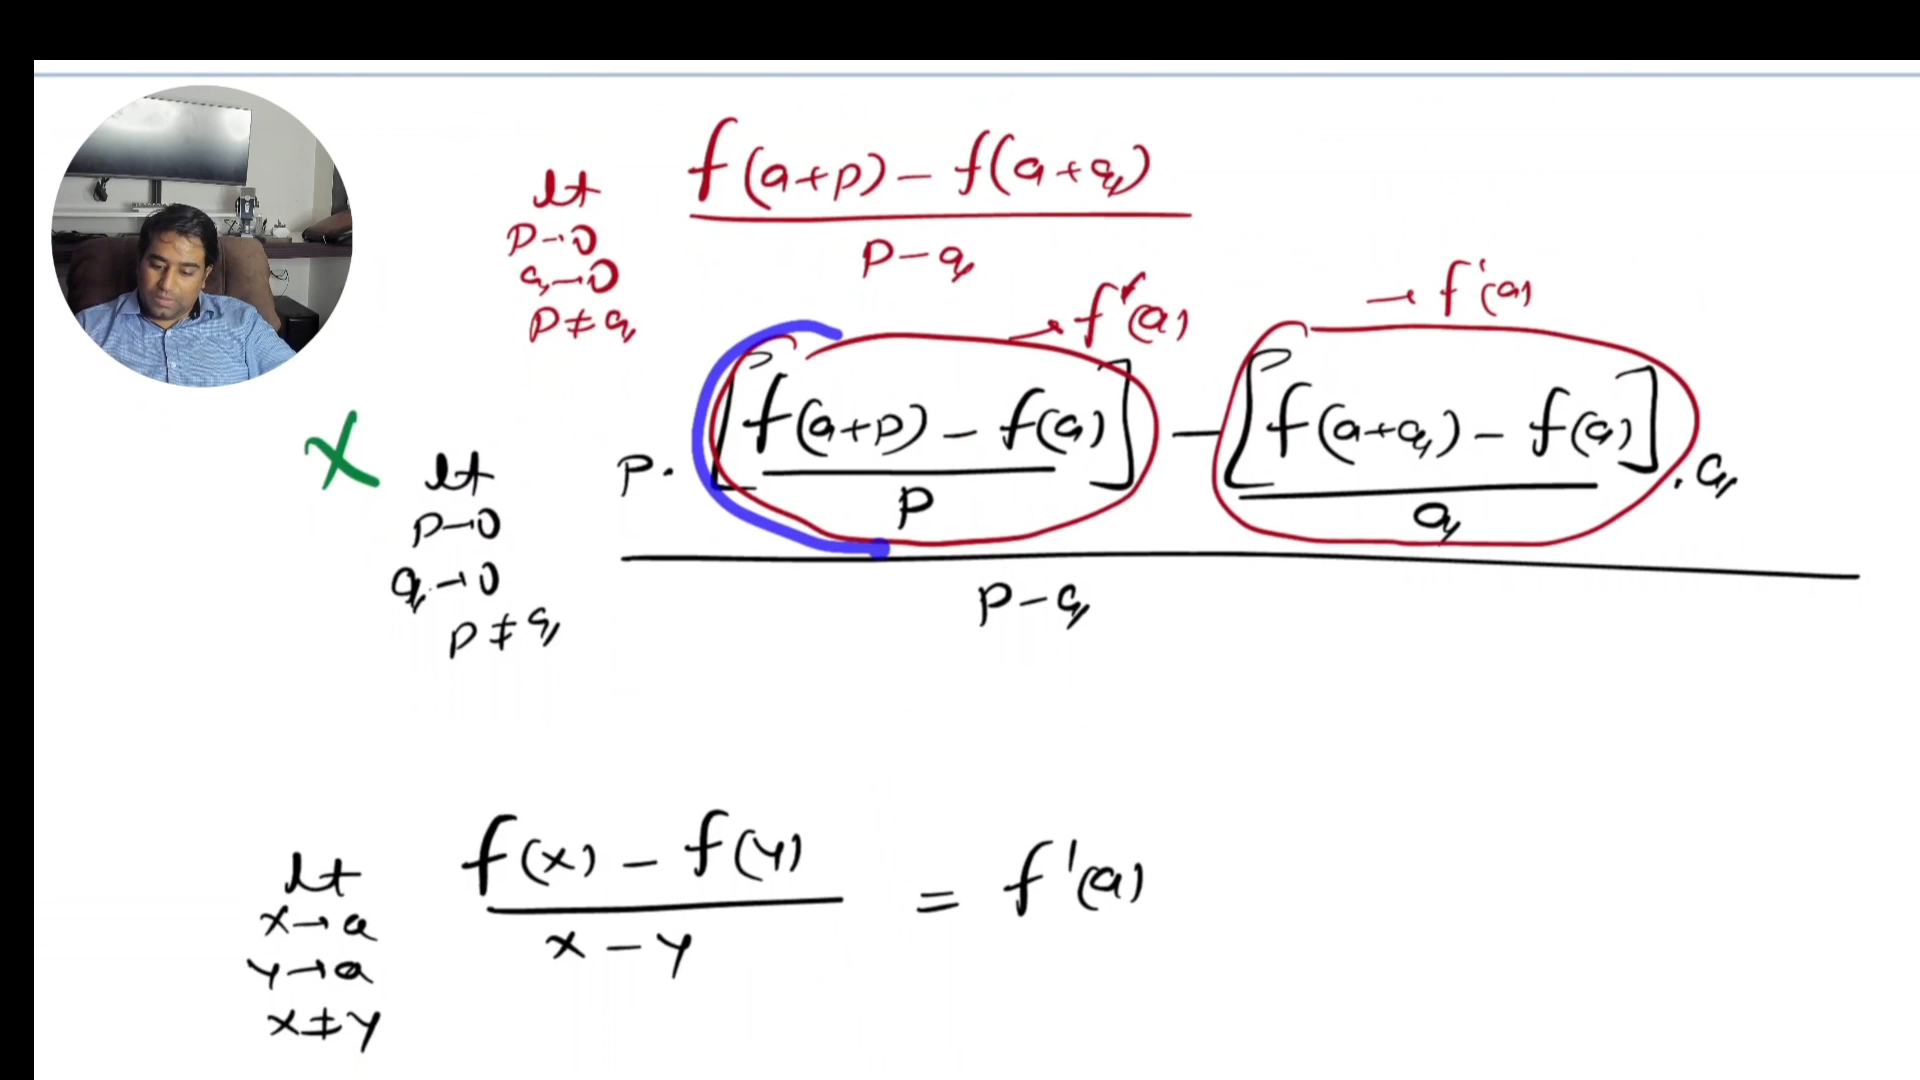 lt f(a+p) - f(a+q)
p→0 p-q
q→0
p≠q
→ f'(a) → f'(a)
X lt p. [f(a+p) - f(a)] - [f(a+q) - f(a)] . q
p→0 p q
q→0 p-q
p≠q
lt f(x) - f(y) = f'(a)
x→a x-y
y→a
x≠y